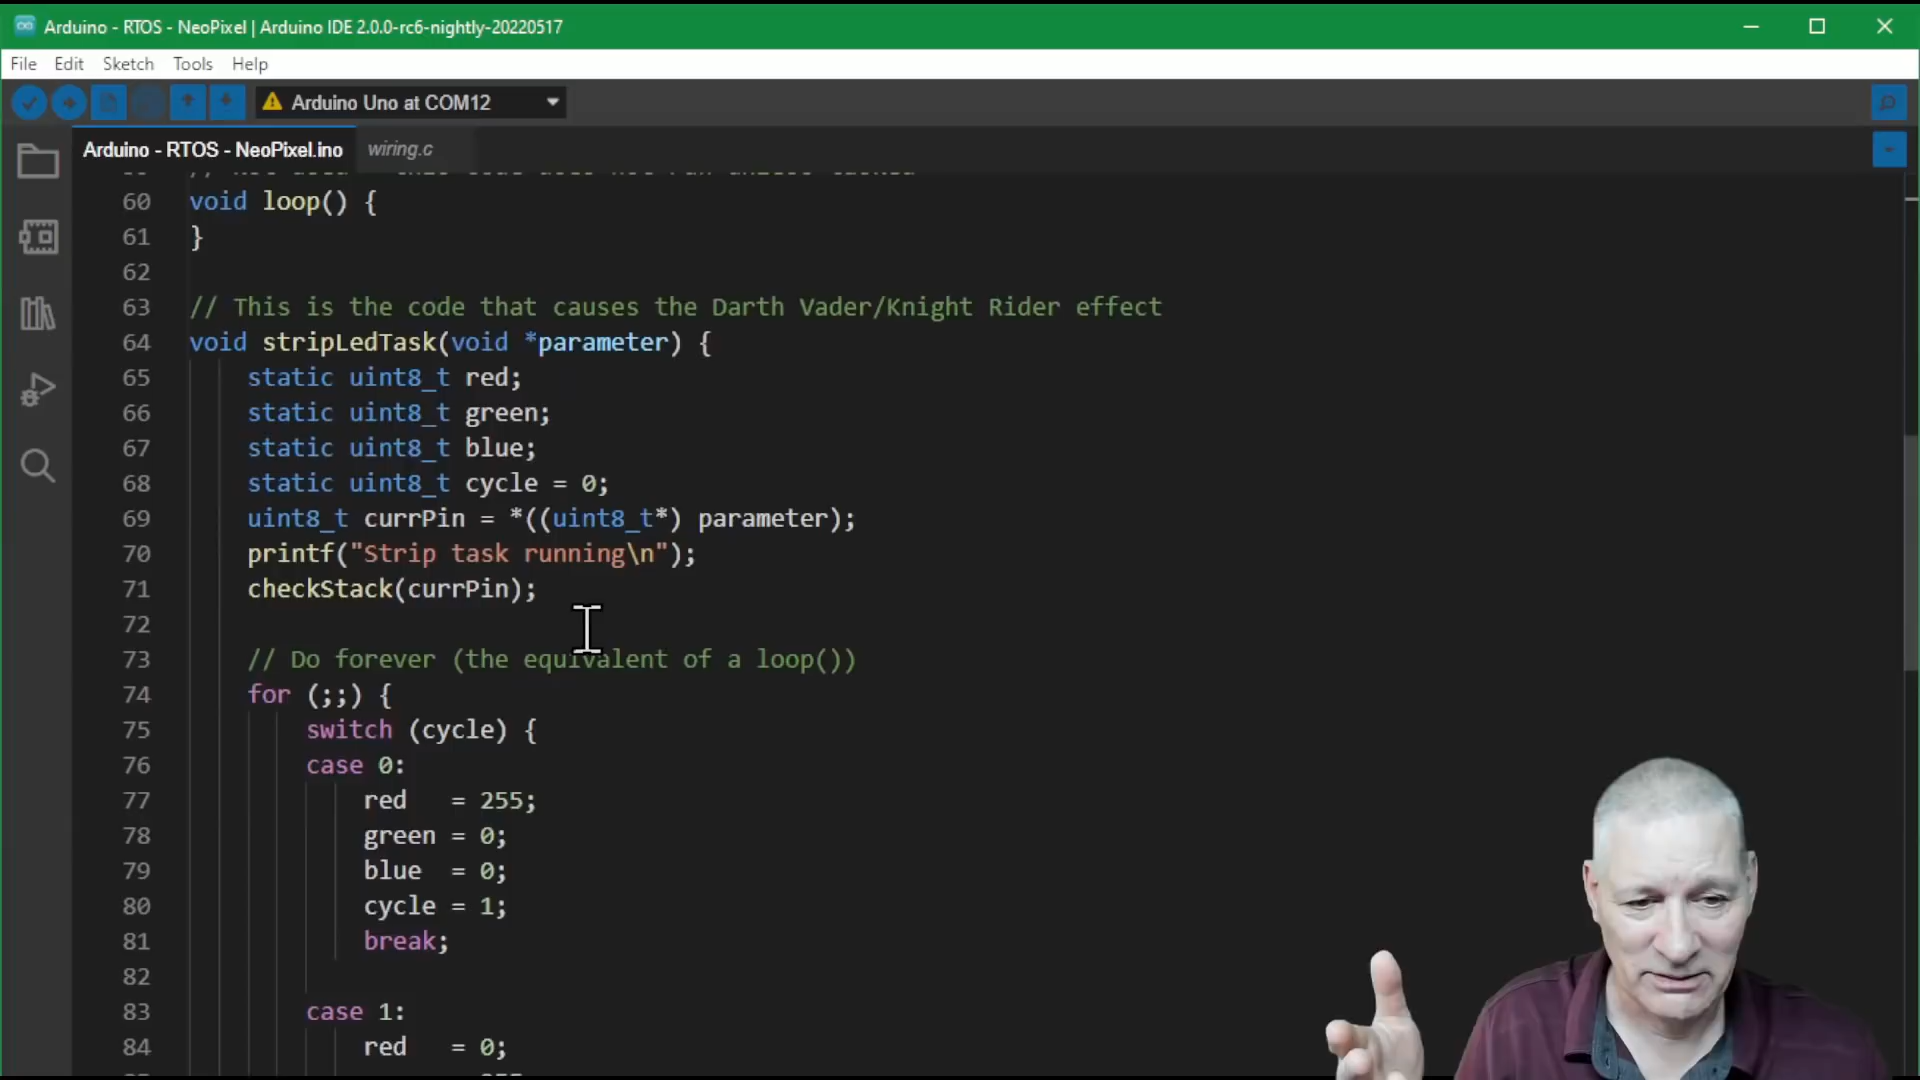 Arduino - RTOS - NeoPixel | Arduino IDE 2.0.0-rc6-nightly-20220517
File Edit Sketch Tools Help
Arduino Uno at COM12
Arduino - RTOS - NeoPixel.ino wiring.c
60 void loop() {
61 }
62
63 // This is the code that causes the Darth Vader/Knight Rider effect
64 void stripLedTask(void *parameter) {
65 static uint8_t red;
66 static uint8_t green;
67 static uint8_t blue;
68 static uint8_t cycle = 0;
69 uint8_t currPin = *((uint8_t*) parameter);
70 printf("Strip task running\n");
71 checkStack(currPin);
72
73 // Do forever (the equivalent of a loop())
74 for (;;) {
75 switch (cycle) {
76 case 0:
77 red = 255;
78 green = 0;
79 blue = 0;
80 cycle = 1;
81 break;
82
83 case 1:
84 red = 0;